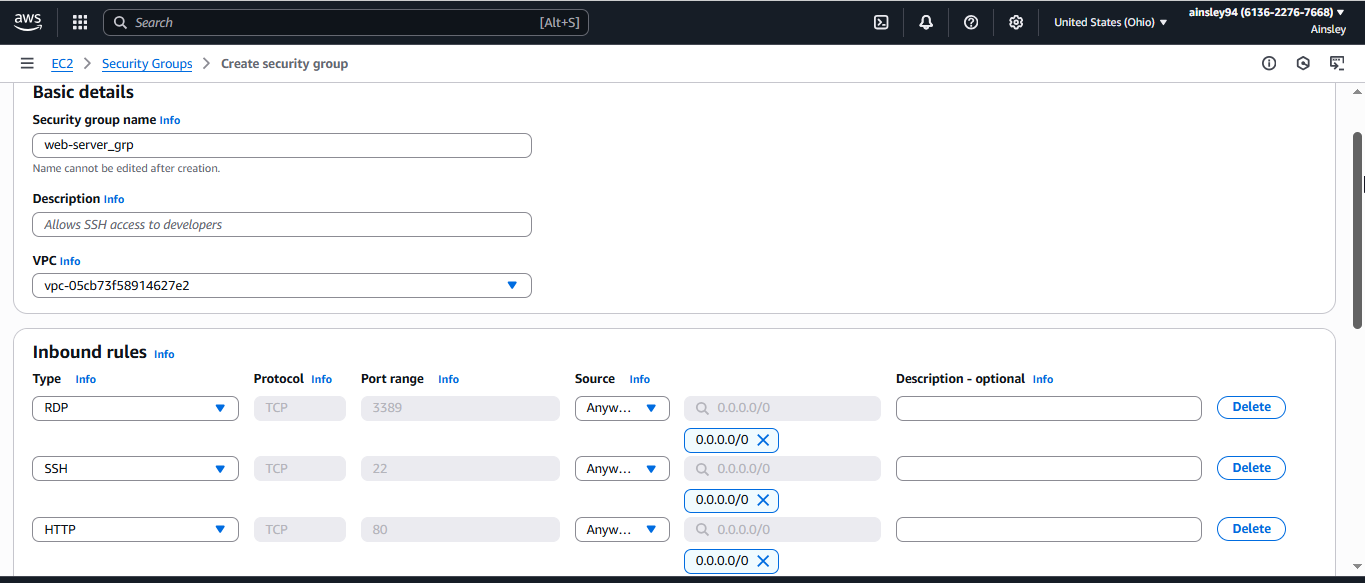 aws
Search [Alt+S]
United States (Ohio)
ainsley94 (6136-2276-7668)
Ainsley
EC2 Security Groups Create security group
Basic details
Security group name Info
web-server_grp
Name cannot be edited after creation.
Description Info
Allows SSH access to developers
VPC Info
vpc-05cb73f58914627e2
Inbound rules Info
Type Info Protocol Info Port range Info Source Info Description - optional Info
RDP TCP 3389 Anyw... 0.0.0.0/0 Delete
0.0.0.0/0
SSH TCP 22 Anyw... 0.0.0.0/0 Delete
0.0.0.0/0
HTTP TCP 80 Anyw... 0.0.0.0/0 Delete
0.0.0.0/0